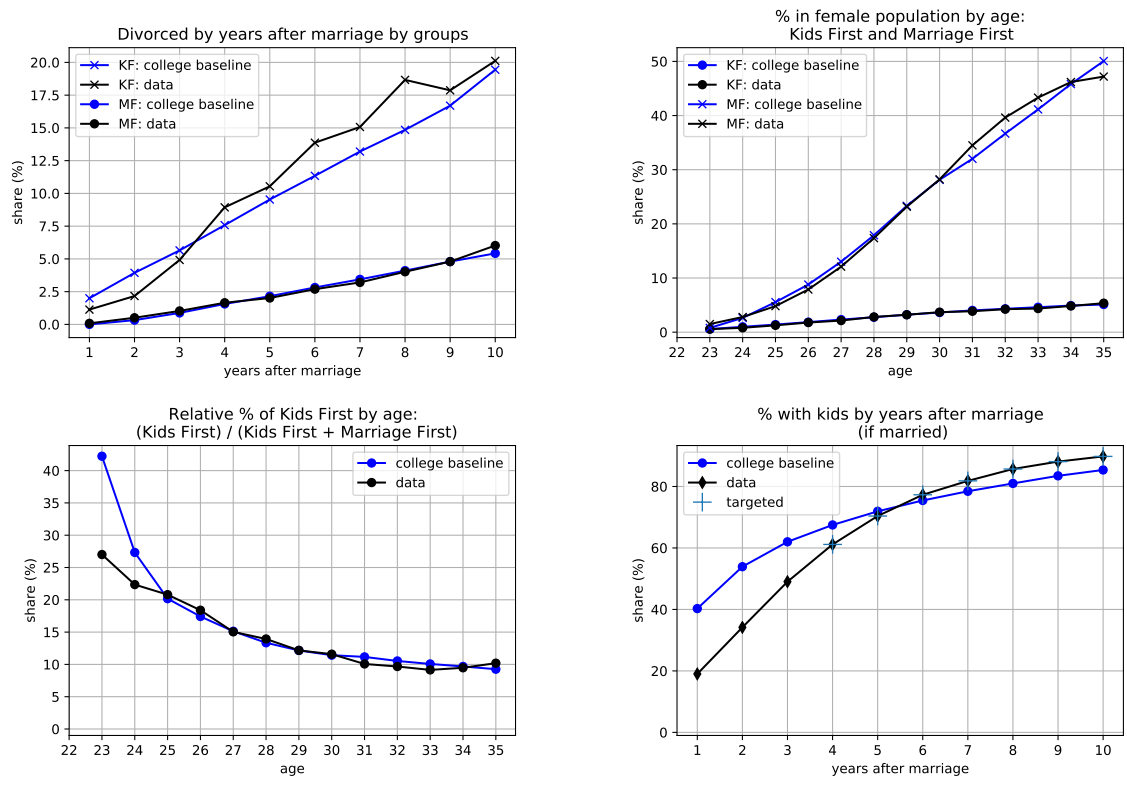 Divorced by years after marriage by groups
20.0
17.5
15.0
12.5
10.0
7.5
5.0
2.5
0.0
share (%)
KF: college baseline
KF: data
MF: college baseline
MF: data
1 2 3 4 5 6 7 8 9 10
years after marriage
% in female population by age:
Kids First and Marriage First
50
40
30
20
10
0
share (%)
KF: college baseline
KF: data
MF: college baseline
MF: data
22 23 24 25 26 27 28 29 30 31 32 33 34 35
age
Relative % of Kids First by age:
(Kids First) / (Kids First + Marriage First)
40
35
30
25
20
15
10
5
0
share (%)
college baseline
data
22 23 24 25 26 27 28 29 30 31 32 33 34 35
age
% with kids by years after marriage
(if married)
80
60
40
20
0
share (%)
college baseline
data
targeted
1 2 3 4 5 6 7 8 9 10
years after marriage